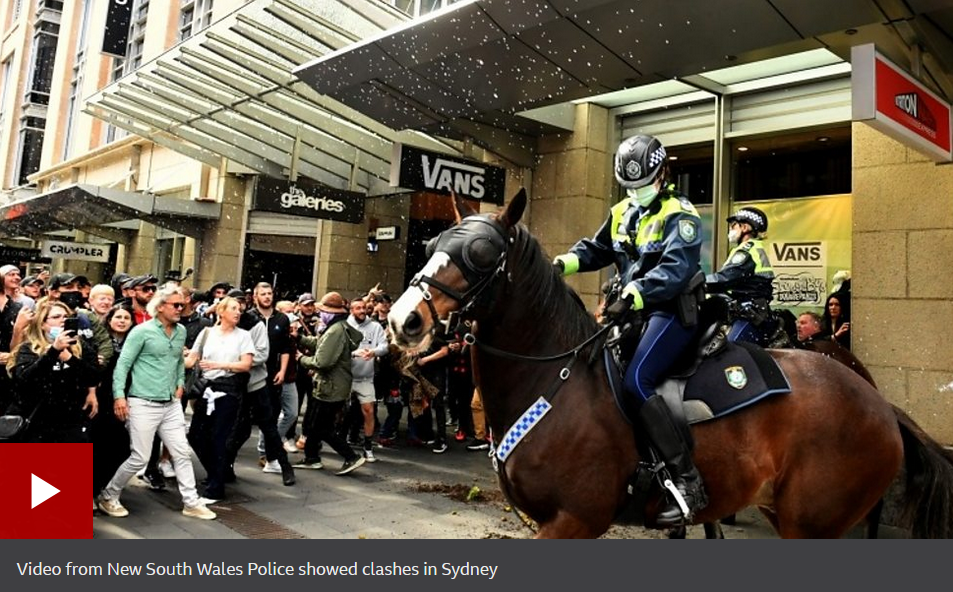 VANS
the
galeries
CRUMPLER
VANS
Video from New South Wales Police showed clashes in Sydney